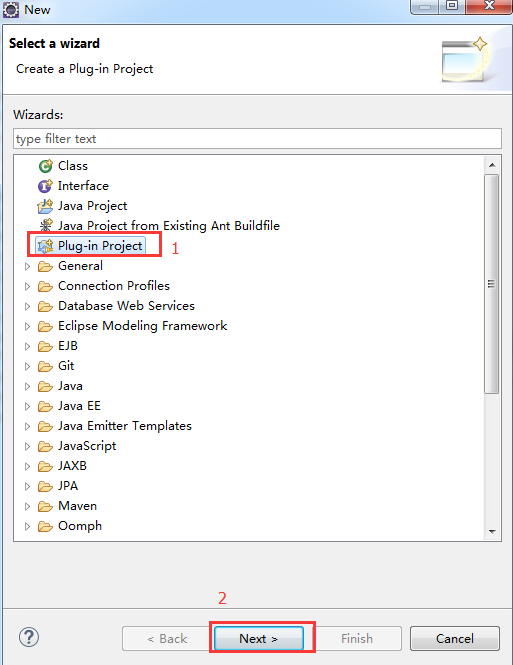 New
Select a wizard
Create a Plug-in Project
Wizards:
type filter text
Class
Interface
Java Project
Java Project from Existing Ant Buildfile
Plug-in Project 1
General
Connection Profiles
Database Web Services
Eclipse Modeling Framework
EJB
Git
Java
Java EE
Java Emitter Templates
JavaScript
JAXB
JPA
Maven
Oomph
2
? < Back Next > Finish Cancel